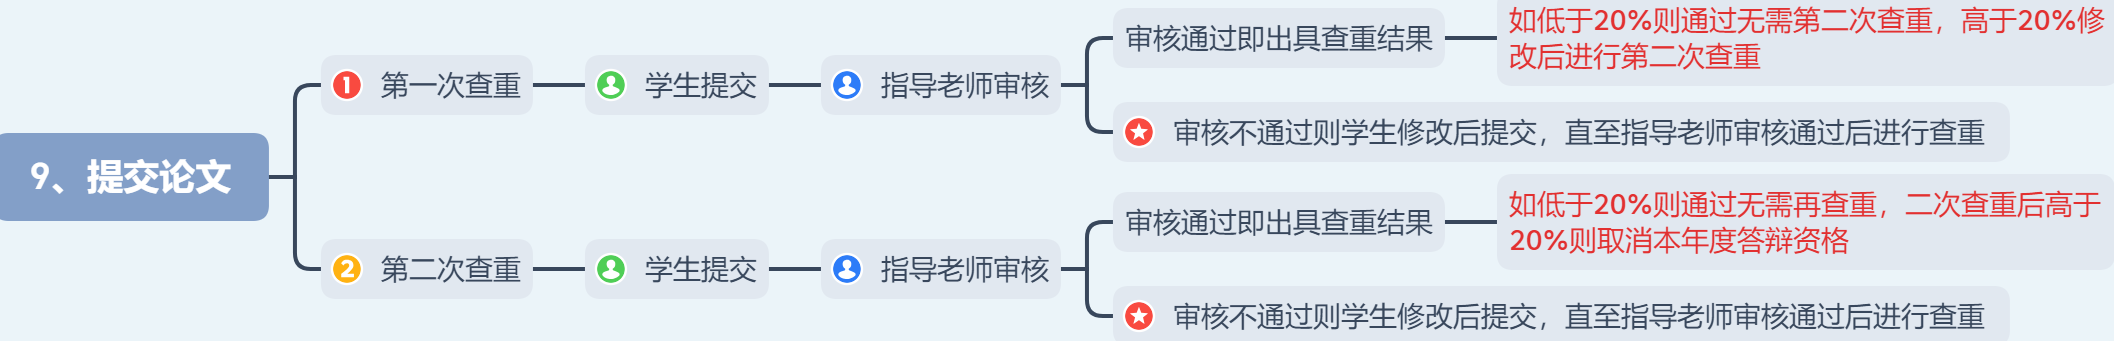 9、提交论文
1 第一次查重
学生提交
指导老师审核
审核通过即出具查重结果
如低于20%则通过无需第二次查重，高于20%修
改后进行第二次查重
审核不通过则学生修改后提交，直至指导老师审核通过后进行查重
2 第二次查重
学生提交
指导老师审核
审核通过即出具查重结果
如低于20%则通过无需再查重，二次查重后高于
20%则取消本年度答辩资格
审核不通过则学生修改后提交，直至指导老师审核通过后进行查重